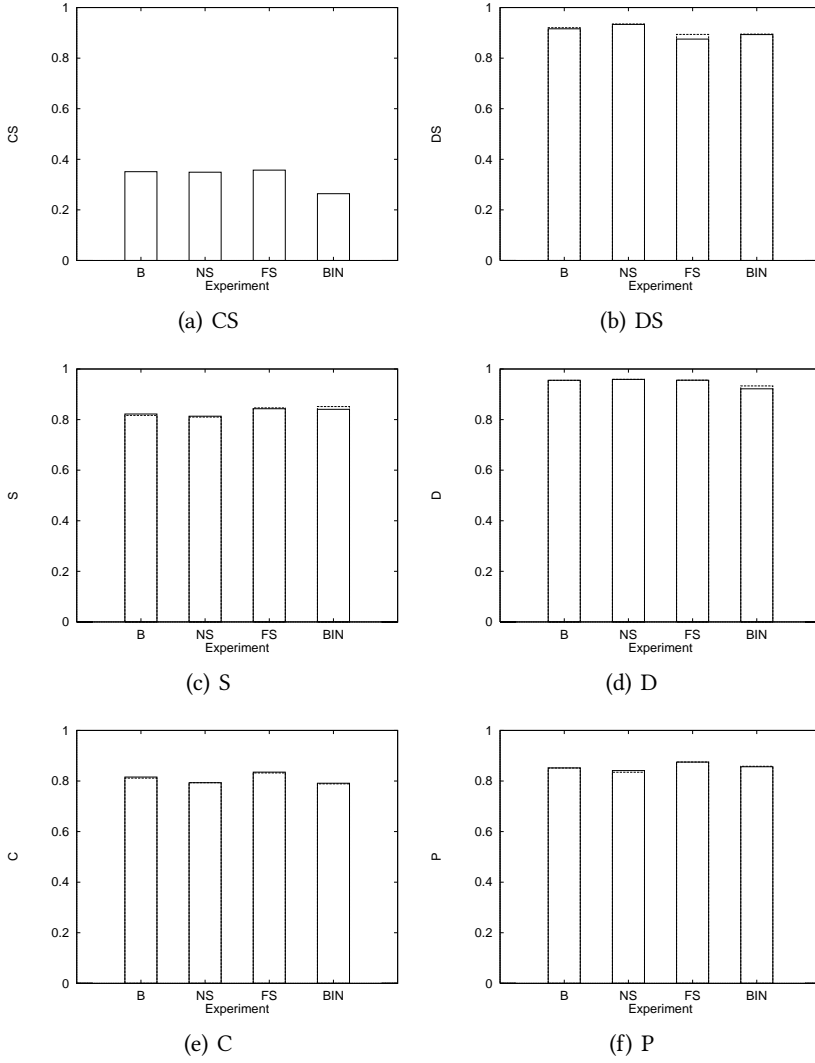 1
0.8
0.6
0.4
0.2
0
CS
B NS FS BIN
Experiment
(a) CS
1
0.8
0.6
0.4
0.2
0
DS
B NS FS BIN
Experiment
(b) DS
1
0.8
0.6
0.4
0.2
0
S
B NS FS BIN
Experiment
(c) S
1
0.8
0.6
0.4
0.2
0
D
B NS FS BIN
Experiment
(d) D
1
0.8
0.6
0.4
0.2
0
C
B NS FS BIN
Experiment
(e) C
1
0.8
0.6
0.4
0.2
0
P
B NS FS BIN
Experiment
(f) P